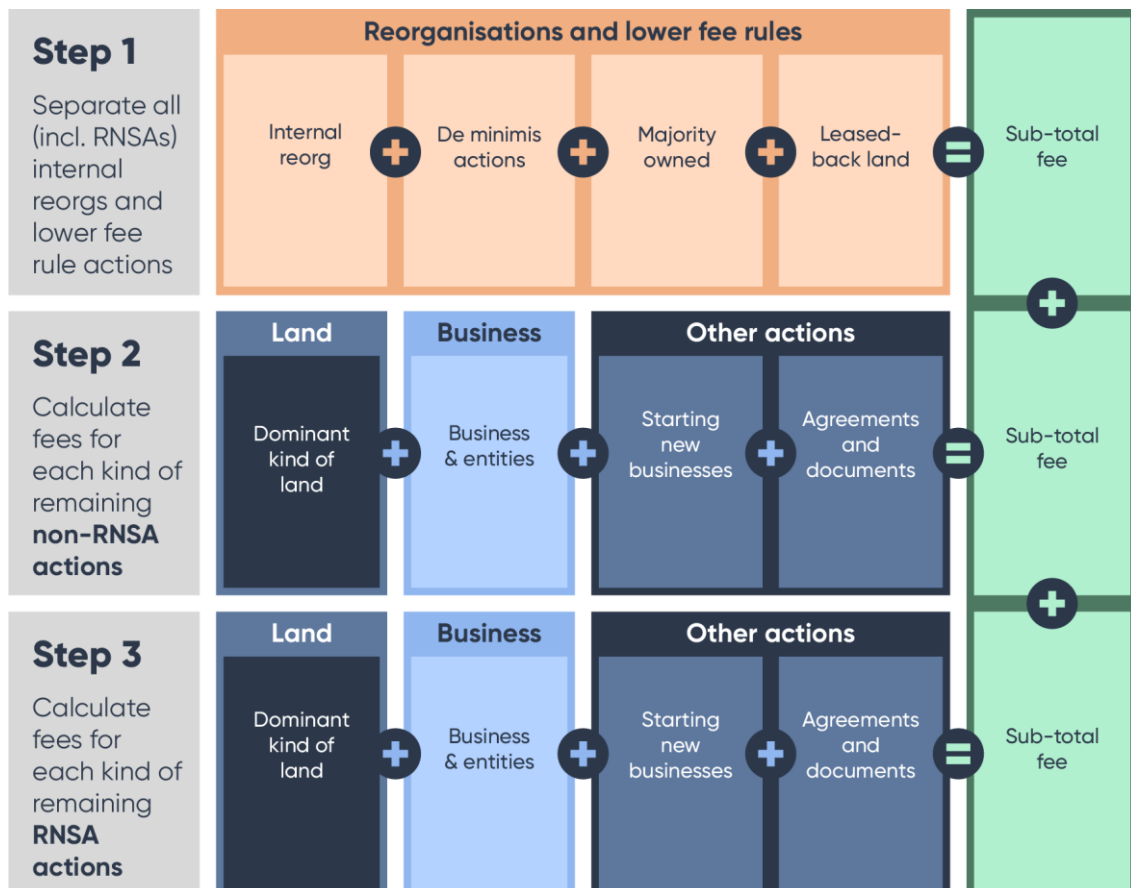 Step 1
Separate all
(incl. RNSAs)
internal
reorgs and
lower fee
rule actions
Reorganisations and lower fee rules
Internal
reorg
+
De minimis
actions
+
Majority
owned
+
Leased-
back land
=
Sub-total
fee
+
Step 2
Calculate
fees for
each kind of
remaining
non-RNSA
actions
Land
Dominant
kind of
land
+
Business
Business
& entities
+
Other actions
Starting
new
businesses
+
Agreements
and
documents
=
Sub-total
fee
+
Step 3
Calculate
fees for
each kind of
remaining
RNSA
actions
Land
Dominant
kind of
land
+
Business
Business
& entities
+
Other actions
Starting
new
businesses
+
Agreements
and
documents
=
Sub-total
fee